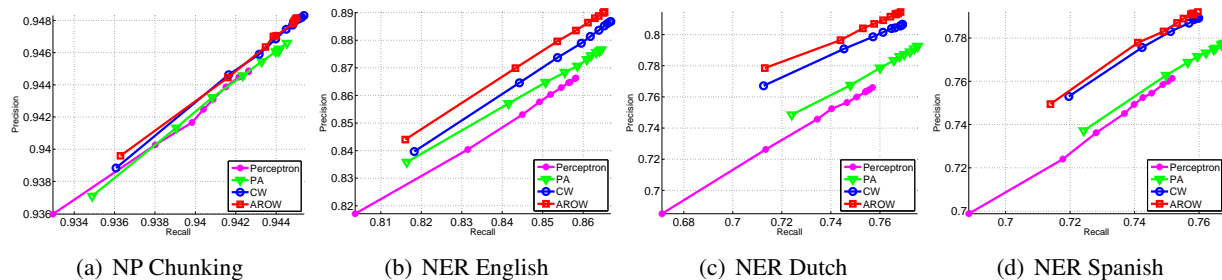 0.948
0.946
0.944
0.942
0.94
0.938
0.936
Precision
0.934
0.936
0.938
0.94
0.942
0.944
Recall
Perceptron
PA
CW
AROW
(a) NP Chunking
0.89
0.88
0.87
0.86
0.85
0.84
0.83
0.82
Precision
0.81
0.82
0.83
0.84
0.85
0.86
Recall
Perceptron
PA
CW
AROW
(b) NER English
0.8
0.78
0.76
0.74
0.72
0.7
Precision
0.68
0.7
0.72
0.74
0.76
Recall
Perceptron
PA
CW
AROW
(c) NER Dutch
0.78
0.76
0.74
0.72
0.7
Precision
0.7
0.72
0.74
0.76
Recall
Perceptron
PA
CW
AROW
(d) NER Spanish